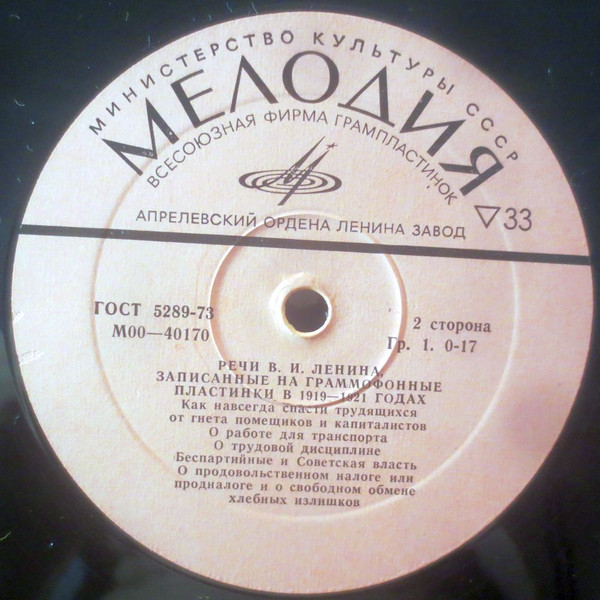 МИНИСТЕРСТВО КУЛЬТУРЫ СССР
МЕЛОДИЯ
ВСЕСОЮЗНАЯ ФИРМА ГРАМПЛАСТИНОК
АПРЕЛЕВСКИЙ ОРДЕНА ЛЕНИНА ЗАВОД
▽33
ГОСТ 5289-73
М00—40170
2 сторона
Гр. 1. 0-17
РЕЧИ В. И. ЛЕНИНА,
ЗАПИСАННЫЕ НА ГРАММОФОННЫЕ
ПЛАСТИНКИ В 1919—1921 ГОДАХ
Как навсегда спасти трудящихся
от гнета помещиков и капиталистов
О работе для транспорта
О трудовой дисциплине
Беспартийные и Советская власть
О продовольственном налоге или
продналоге и о свободном обмене
хлебных излишков